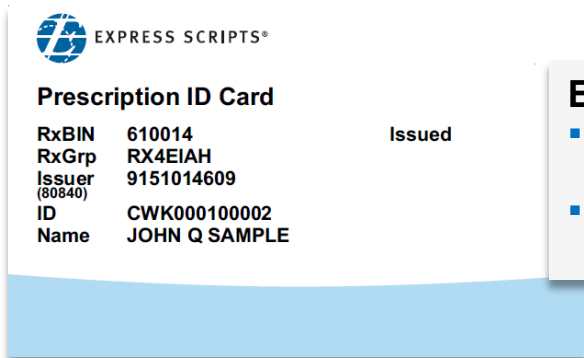 EXPRESS SCRIPTS®
Prescription ID Card
RxBIN 610014 Issued
RxGrp RX4EIAH
Issuer 9151014609
(80840)
ID CWK000100002
Name JOHN Q SAMPLE